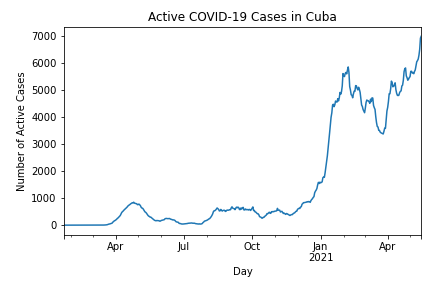 Active COVID-19 Cases in Cuba
Number of Active Cases
7000
6000
5000
4000
3000
2000
1000
0
Apr
Jul
Oct
Jan
2021
Apr
Day